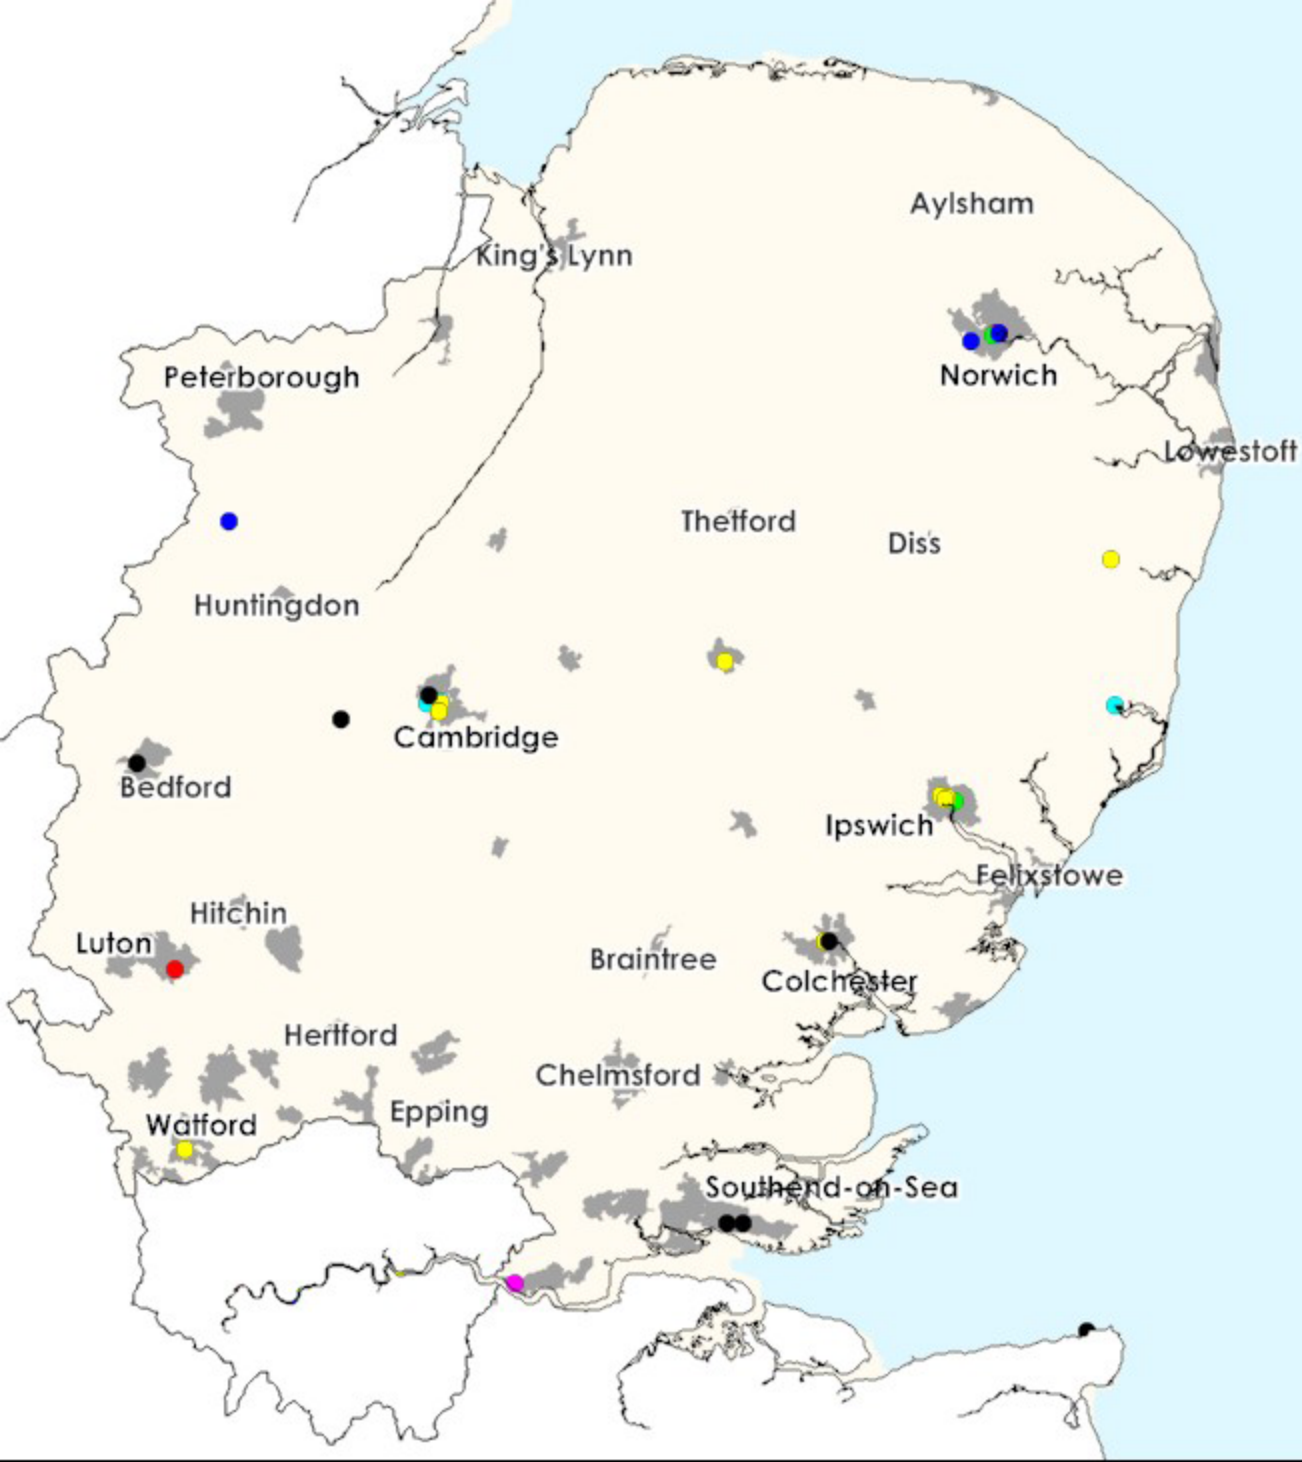 Aylsham
King's Lynn
Norwich
Peterborough
Lowestoft
Thetford
Diss
Huntingdon
Cambridge
Bedford
Ipswich
Felixstowe
Hitchin
Luton
Braintree
Colchester
Hertford
Chelmsford
Epping
Watford
Southend-on-Sea